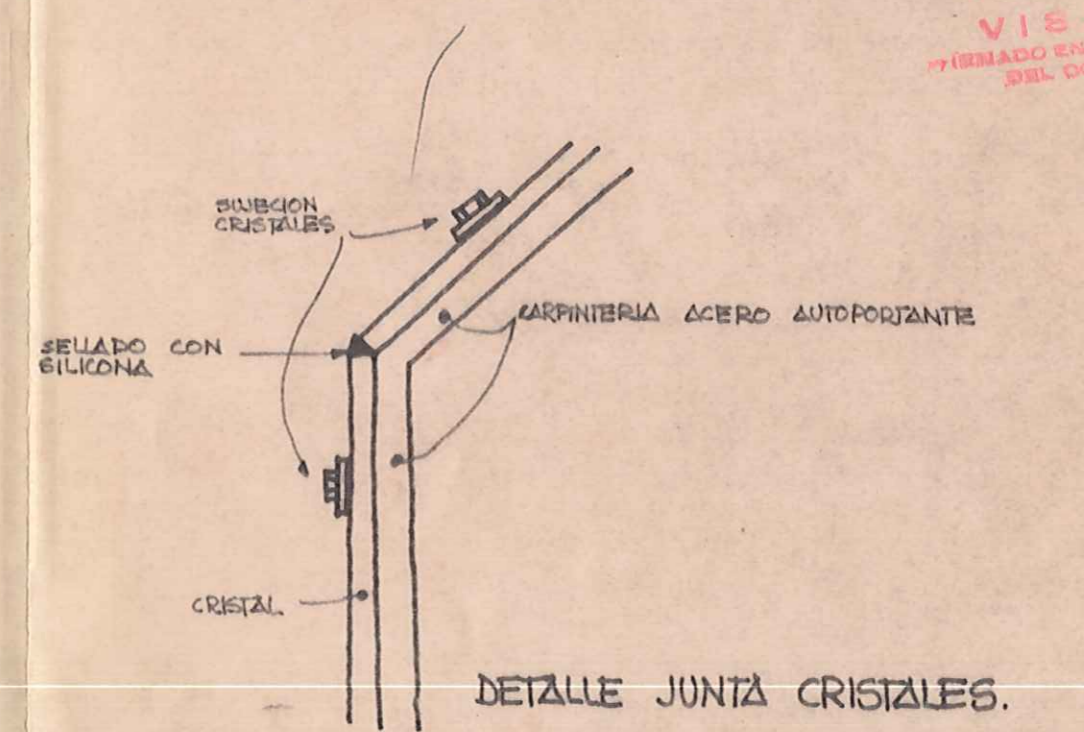 SUJECION
CRISTALES
CARPINTERIA ACERO AUTOPORTANTE
SELLADO CON
SILICONA
CRISTAL
DETALLE JUNTA CRISTALES.